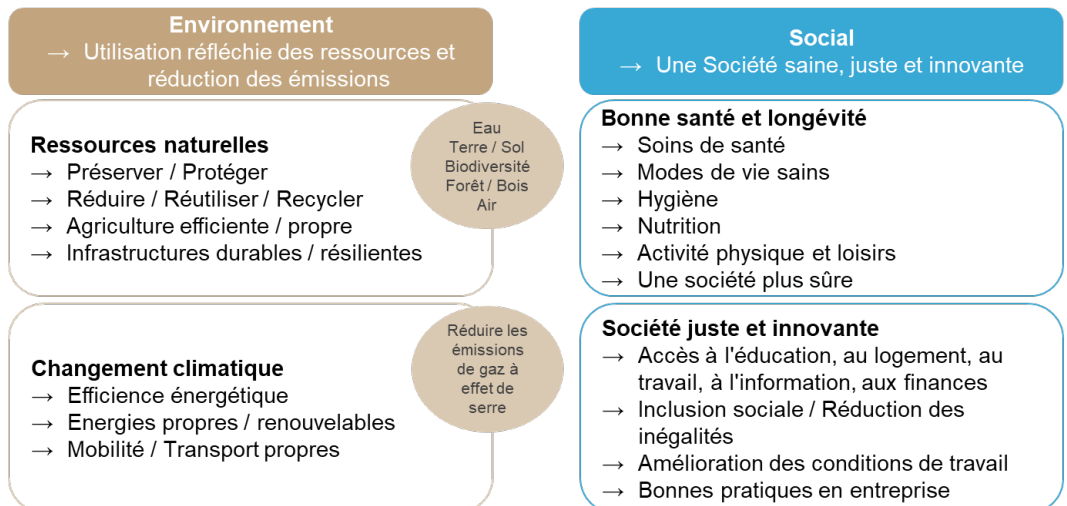 Environnement
→ Utilisation réfléchie des ressources et
réduction des émissions
Ressources naturelles
→ Préserver / Protéger
→ Réduire / Réutiliser / Recycler
→ Agriculture efficiente / propre
→ Infrastructures durables / résilientes
Eau
Terre / Sol
Biodiversité
Forêt / Bois
Air
Changement climatique
→ Efficience énergétique
→ Energies propres / renouvelables
→ Mobilité / Transport propres
Réduire les
émissions
de gaz à
effet de
serre
Social
→ Une Société saine, juste et innovante
Bonne santé et longévité
→ Soins de santé
→ Modes de vie sains
→ Hygiène
→ Nutrition
→ Activité physique et loisirs
→ Une société plus sûre
Société juste et innovante
→ Accès à l'éducation, au logement, au
travail, à l'information, aux finances
→ Inclusion sociale / Réduction des
inégalités
→ Amélioration des conditions de travail
→ Bonnes pratiques en entreprise